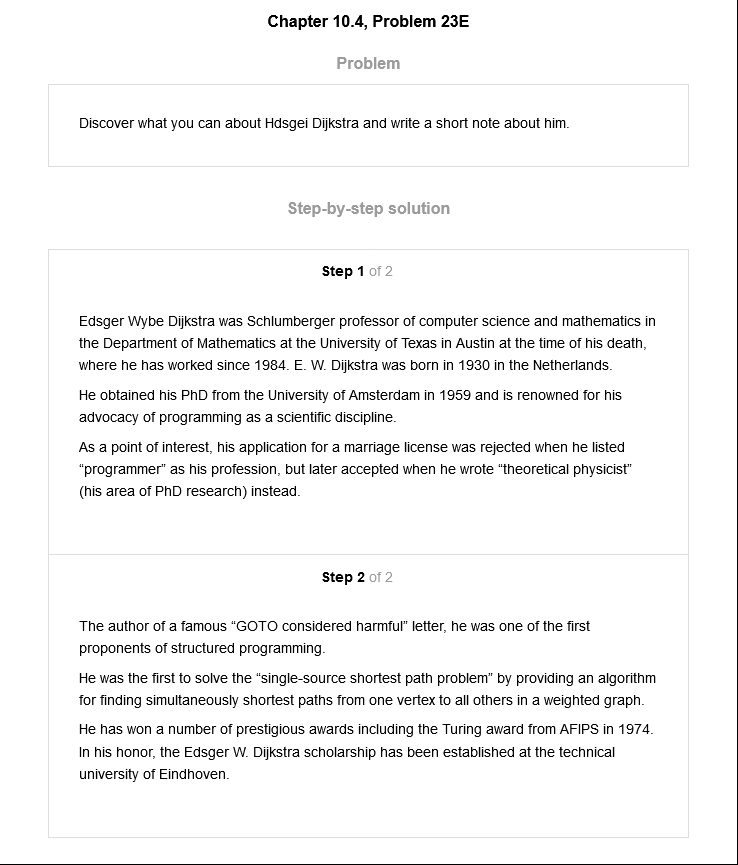 Chapter 10.4, Problem 23E
Problem
Discover what you can about Hdsgei Dijkstra and write a short note about him.
Step-by-step solution
Step 1 of 2
Edsger Wybe Dijkstra was Schlumberger professor of computer science and mathematics in
the Department of Mathematics at the University of Texas in Austin at the time of his death,
where he has worked since 1984. E. W. Dijkstra was born in 1930 in the Netherlands.
He obtained his PhD from the University of Amsterdam in 1959 and is renowned for his
advocacy of programming as a scientific discipline.
As a point of interest, his application for a marriage license was rejected when he listed
“programmer” as his profession, but later accepted when he wrote “theoretical physicist”
(his area of PhD research) instead.
Step 2 of 2
The author of a famous “GOTO considered harmful” letter, he was one of the first
proponents of structured programming.
He was the first to solve the “single-source shortest path problem” by providing an algorithm
for finding simultaneously shortest paths from one vertex to all others in a weighted graph.
He has won a number of prestigious awards including the Turing award from AFIPS in 1974.
In his honor, the Edsger W. Dijkstra scholarship has been established at the technical
university of Eindhoven.